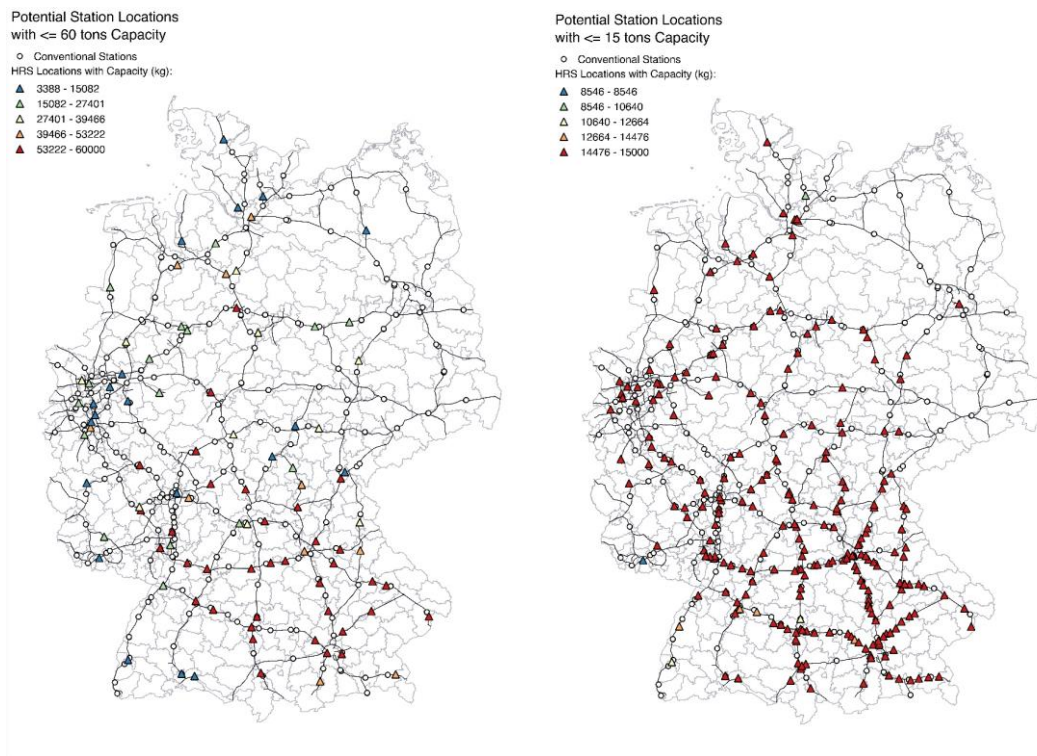 Potential Station Locations
with <= 60 tons Capacity
Conventional Stations
HRS Locations with Capacity (kg):
3388 - 15082
15082 - 27401
27401 - 39466
39466 - 53222
53222 - 60000
Potential Station Locations
with <= 15 tons Capacity
Conventional Stations
HRS Locations with Capacity (kg):
8546 - 8546
8546 - 10640
10640 - 12664
12664 - 14476
14476 - 15000